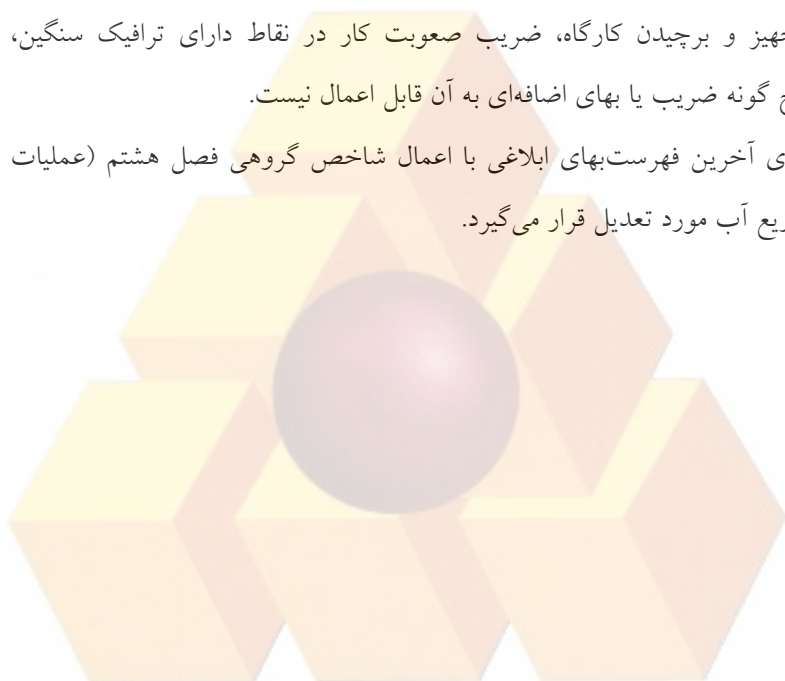 کارگاه، ضریب صعوبت کار در نقاط دارای ترافیک سنگین، و برچیدن
گونه ضریب یا بهای اضافه‌ای به آن قابل اعمال نیست.
آخرین فهرست‌بهای ابلاغی با اعمال شاخص گروهی فصل هشتم (عملیات
آب مورد تعدیل قرار می‌گیرد.